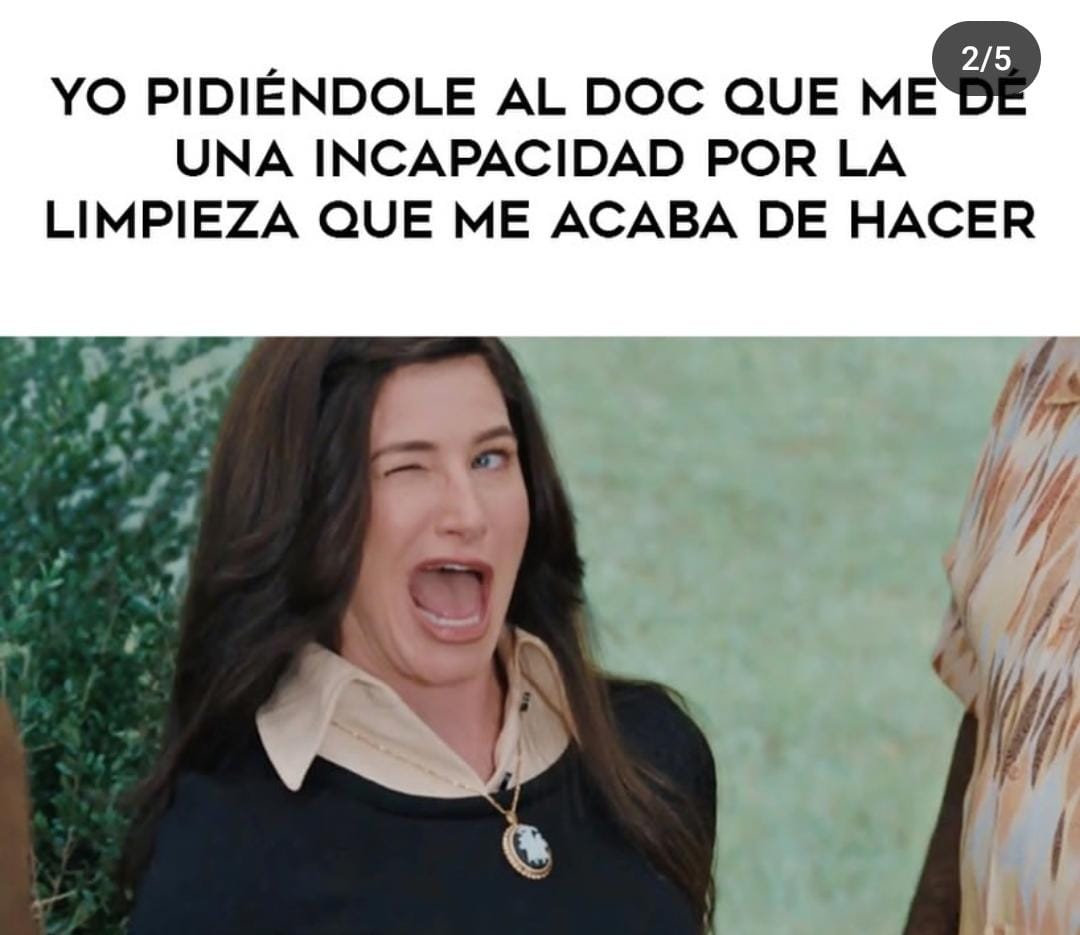 2/5
YO PIDIÉNDOLE AL DOC QUE ME DÉ
UNA INCAPACIDAD POR LA
LIMPIEZA QUE ME ACABA DE HACER